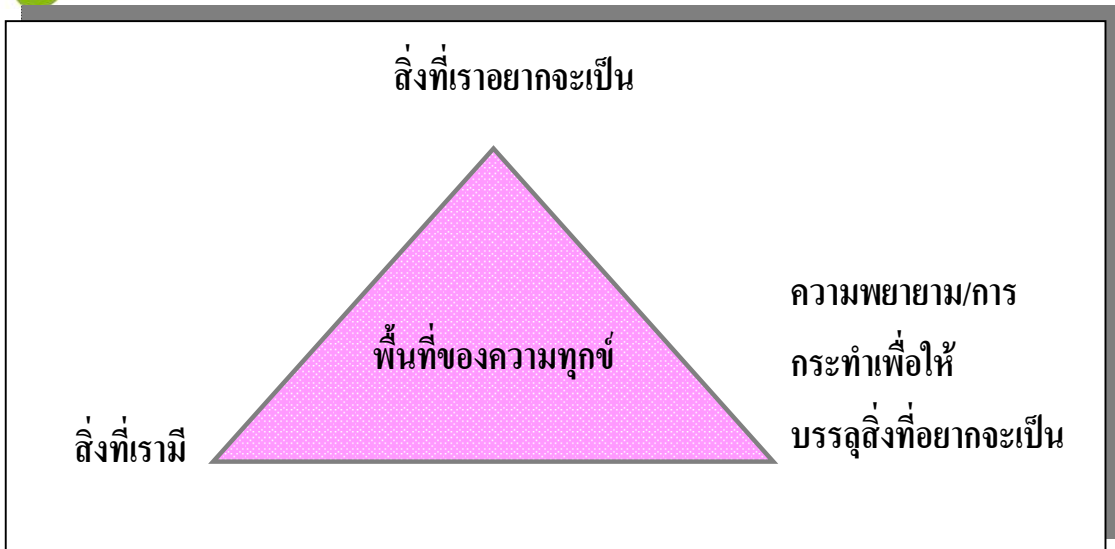 สิ่งที่เราอยากจะเป็น
พื้นที่ของความทุกข์
สิ่งที่เรามี
ความพยายาม/การ
กระทำเพื่อให้
บรรลุสิ่งที่อยากจะเป็น